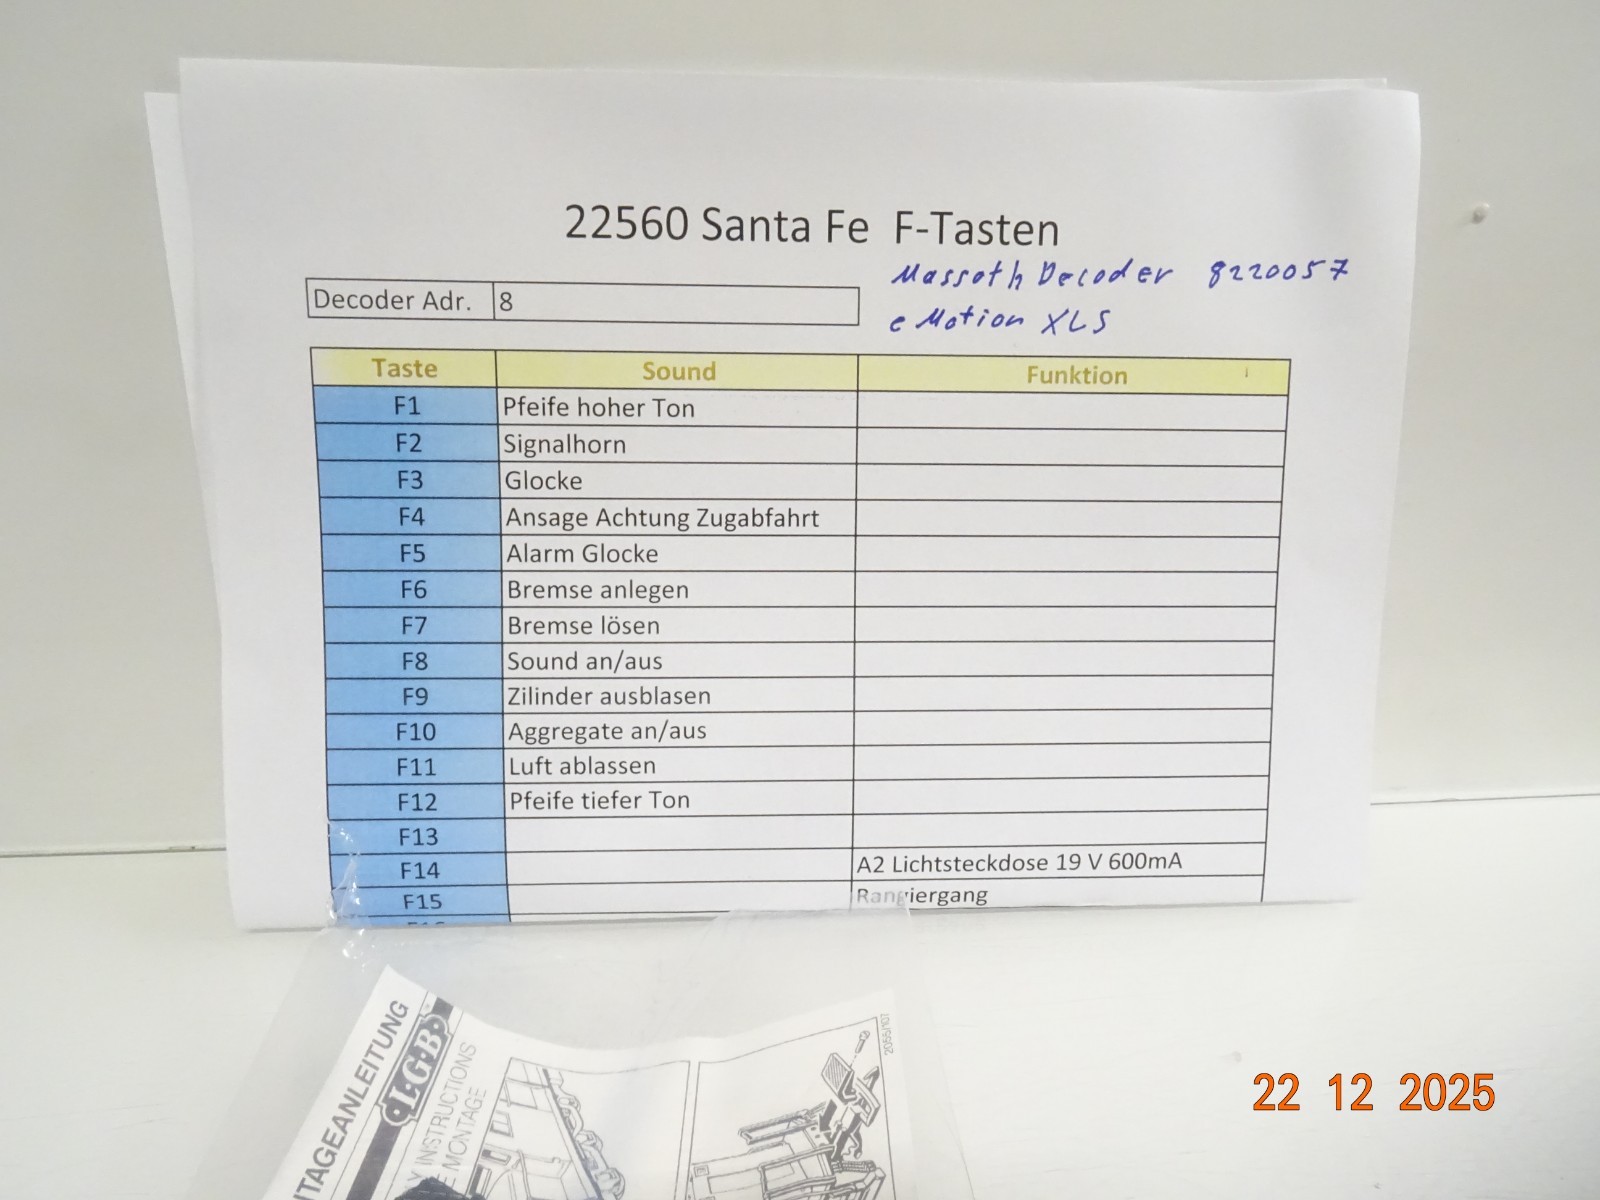 22560 Santa Fe F-Tasten
Massoth Decoder 8220057
Decoder Adr. 8
eMotion XLS
Taste Sound Funktion
F1 Pfeife hoher Ton
F2 Signalhorn
F3 Glocke
F4 Ansage Achtung Zugabfahrt
F5 Alarm Glocke
F6 Bremse anlegen
F7 Bremse lösen
F8 Sound an/aus
F9 Zilinder ausblasen
F10 Aggregate an/aus
F11 Luft ablassen
F12 Pfeife tiefer Ton
F13
F14 A2 Lichtsteckdose 19 V 600mA
F15 Rangiergang
NTAGEANLEITUNG
L·G·B
Y INSTRUCTIONS
E MONTAGE
22 12 2025